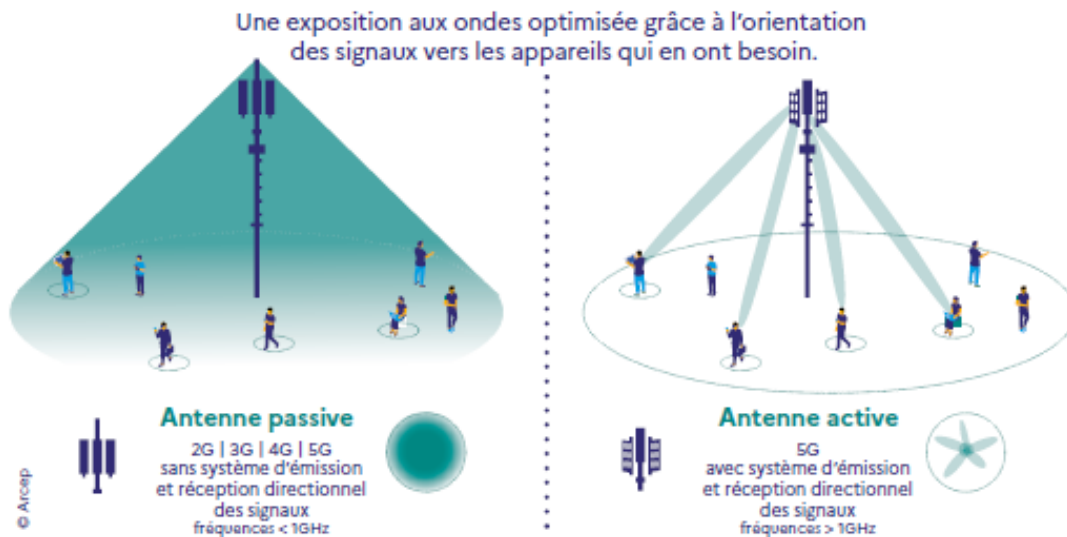 Une exposition aux ondes optimisée grâce à l'orientation
des signaux vers les appareils qui en ont besoin.
Antenne passive
2G | 3G | 4G | 5G
sans système d'émission
et réception directionnel
des signaux
fréquences < 1GHz
Antenne active
5G
avec système d'émission
et réception directionnel
des signaux
fréquences > 1GHz
© Arcep